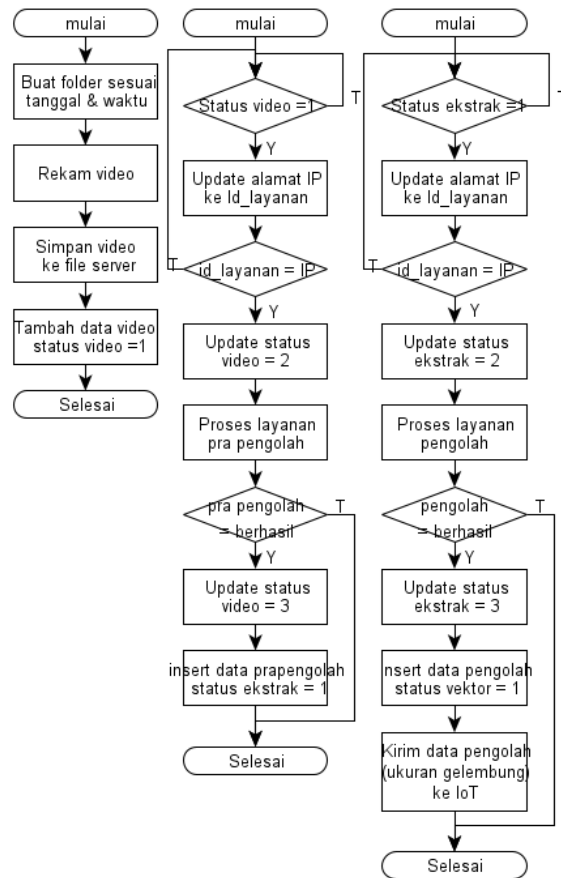 mulai
Buat folder sesuai
tanggal & waktu
Rekam video
Simpan video
ke file server
Tambah data video
status video =1
Selesai
mulai
Status video =1
T
Y
Update alamat IP
ke Id_layanan
id_layanan = IP
T
Y
Update status
video = 2
Proses layanan
pra pengolah
pra pengolah
= berhasil
T
Y
Update status
video = 3
insert data prapengolah
status ekstrak = 1
Selesai
mulai
Status ekstrak =1
T
Y
Update alamat IP
ke Id_layanan
id_layanan = IP
T
Y
Update status
ekstrak = 2
Proses layanan
pengolah
pengolah
= berhasil
T
Y
Update status
ekstrak = 3
nsert data pengolah
status vektor = 1
Kirim data pengolah
(ukuran gelembung)
ke IoT
Selesai